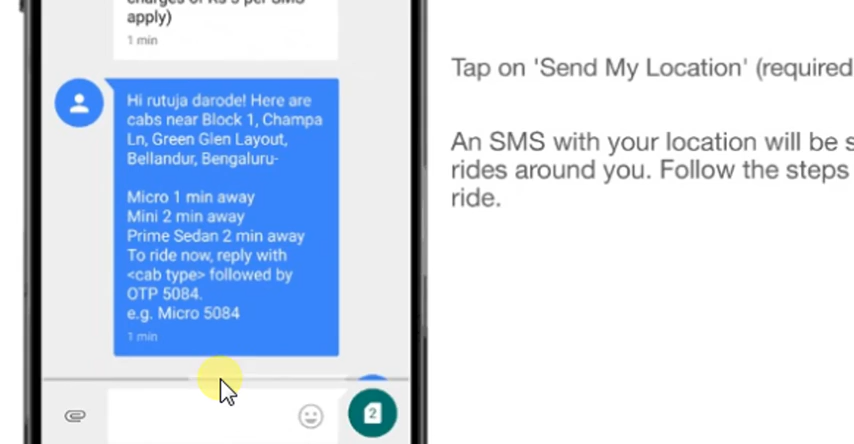 charges of Rs 3 per SMS
apply)
1 min
Hi rutuja darode! Here are
cabs near Block 1, Champa
Ln, Green Glen Layout,
Bellandur, Bengaluru-
Micro 1 min away
Mini 2 min away
Prime Sedan 2 min away
To ride now, reply with
<cab type> followed by
OTP 5084.
e.g. Micro 5084
1 min
2
Tap on 'Send My Location' (required
An SMS with your location will be s
rides around you. Follow the steps
ride.